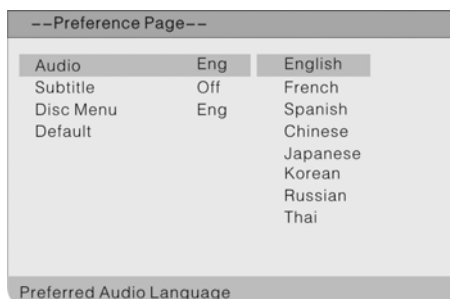 --Preference Page--
Audio Eng English
Subtitle Off French
Disc Menu Eng Spanish
Default Chinese
Japanese
Korean
Russian
Thai
Preferred Audio Language